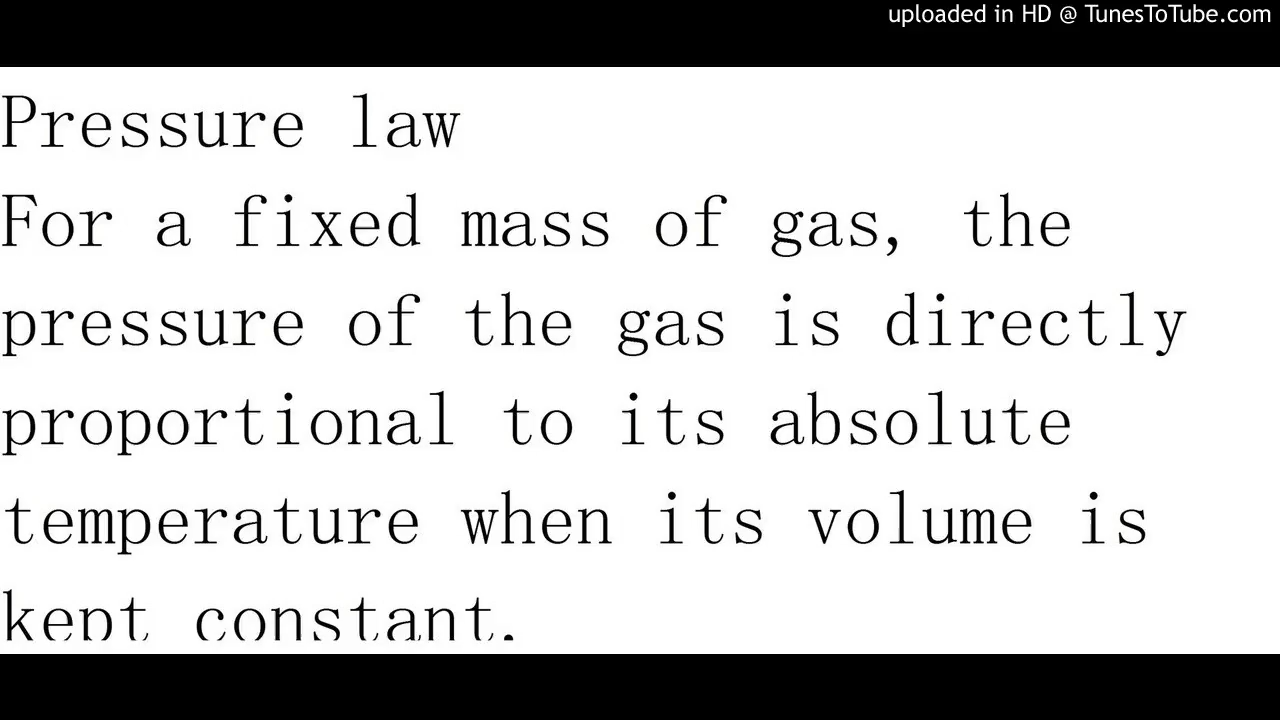 uploaded in HD @ TunesToTube.com
Pressure law
For a fixed mass of gas, the
pressure of the gas is directly
proportional to its absolute
temperature when its volume is
kept constant.